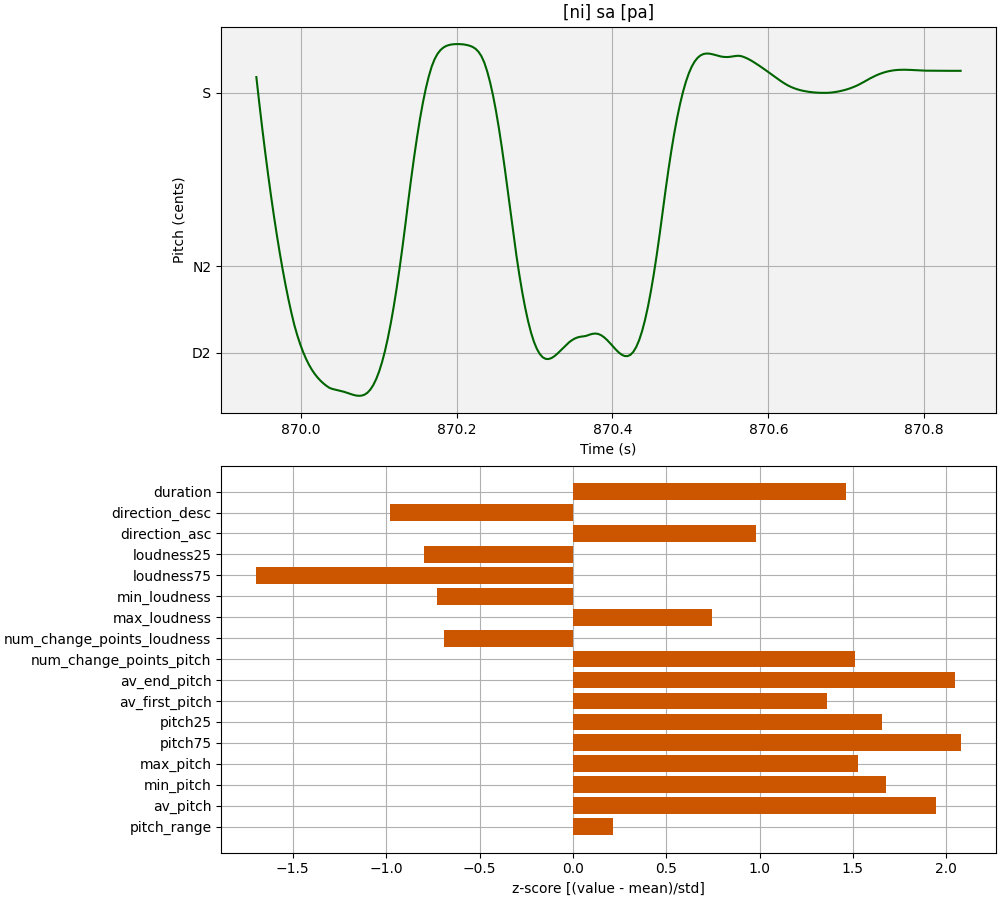 [ni] sa [pa]
S
N2
D2
Pitch (cents)
870.0 870.2 870.4 870.6 870.8
Time (s)
duration
direction_desc
direction_asc
loudness25
loudness75
min_loudness
max_loudness
num_change_points_loudness
num_change_points_pitch
av_end_pitch
av_first_pitch
pitch25
pitch75
max_pitch
min_pitch
av_pitch
pitch_range
−1.5 −1.0 −0.5 0.0 0.5 1.0 1.5 2.0
z-score [(value - mean)/std]